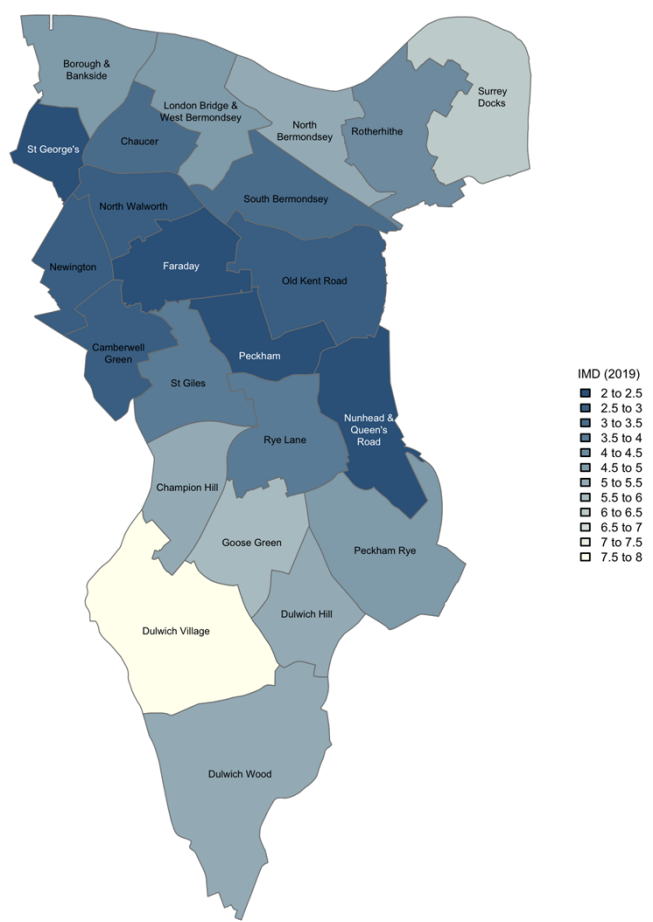 Borough &
Bankside
Surrey
Docks
London Bridge &
West Bermondsey
North
Bermondsey
Rotherhithe
Chaucer
St George's
South Bermondsey
North Walworth
Newington
Faraday
Old Kent Road
Camberwell
Green
Peckham
St Giles
Nunhead &
Queen's
Road
Rye Lane
Champion Hill
Goose Green
Peckham Rye
Dulwich Hill
Dulwich Village
Dulwich Wood
IMD (2019)
2 to 2.5
2.5 to 3
3 to 3.5
3.5 to 4
4 to 4.5
4.5 to 5
5 to 5.5
5.5 to 6
6 to 6.5
6.5 to 7
7 to 7.5
7.5 to 8